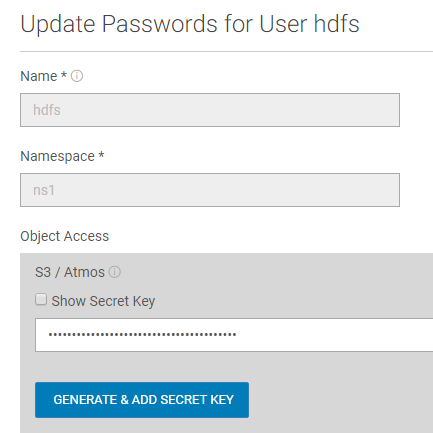 Update Passwords for User hdfs
Name *
hdfs
Namespace *
ns1
Object Access
S3 / Atmos
Show Secret Key
••••••••••••••••••••••••••••••••••••••••
GENERATE & ADD SECRET KEY